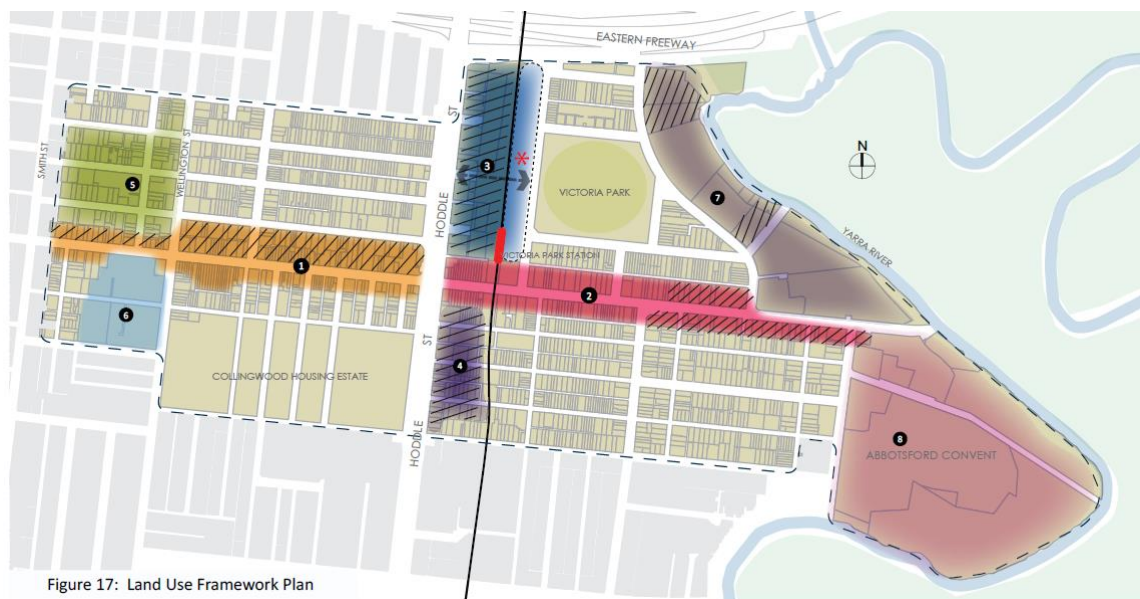 EASTERN FREEWAY
N
SMITH ST
WELLINGTON ST
HODDLE ST
3
*
5
VICTORIA PARK
7
YARRA RIVER
VICTORIA PARK STATION
1
2
6
4
COLLINGWOOD HOUSING ESTATE
HODDLE ST
8
ABBOTSFORD CONVENT
Figure 17: Land Use Framework Plan